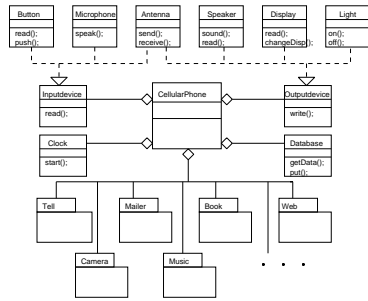 Button
read();
push();
Microphone
speak();
Antenna
send();
receive();
Speaker
sound();
read();
Display
read();
changeDisp();
Light
on();
off();
Inputdevice
read();
CellularPhone
Outputdevice
write();
Clock
start();
Database
getData();
put();
Tell
Mailer
Book
Web
Camera
Music
. . .